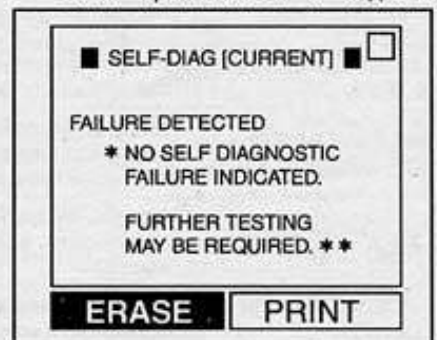 ■ SELF-DIAG [CURRENT] ■
FAILURE DETECTED
* NO SELF DIAGNOSTIC
FAILURE INDICATED.
FURTHER TESTING
MAY BE REQUIRED. * *
ERASE
PRINT